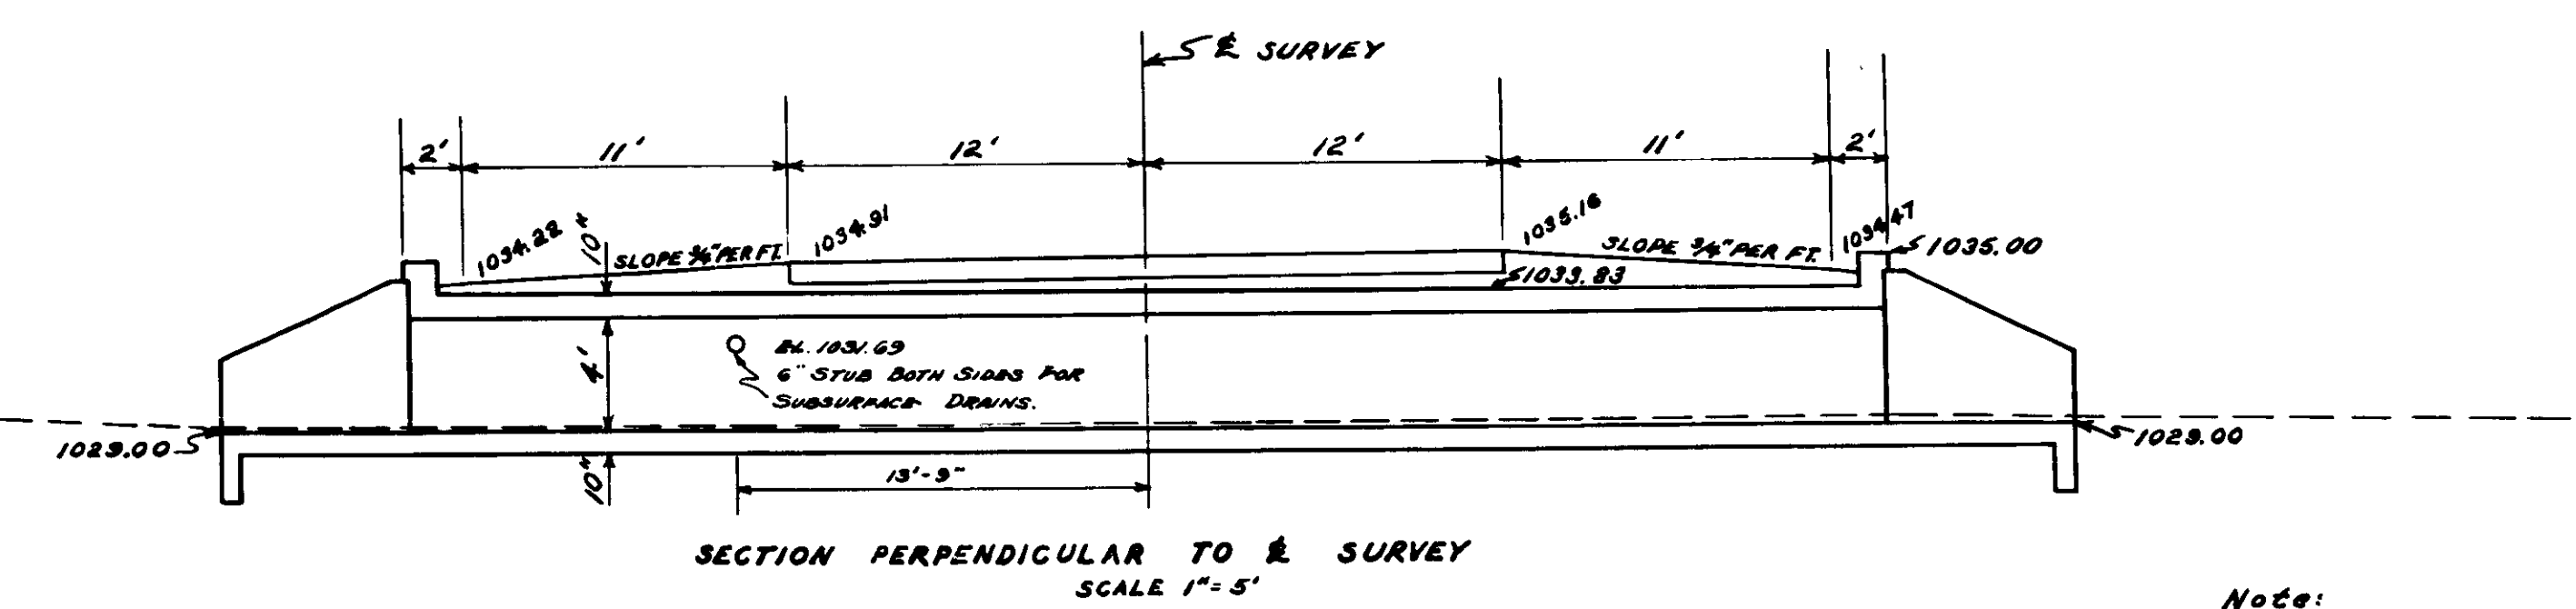 ℄ SURVEY
2' 11' 12' 12' 11' 2'
1034.22 10" SLOPE ¾" PER FT. 1034.91 1035.16 SLOPE ¾" PER FT. 1034.47 1035.00
1033.83
4'
EL. 1031.69
6" STUB BOTH SIDES FOR
SUBSURFACE DRAINS.
1029.00 1029.00
10" 13'-9"
SECTION PERPENDICULAR TO ℄ SURVEY
SCALE 1"= 5'
Note: